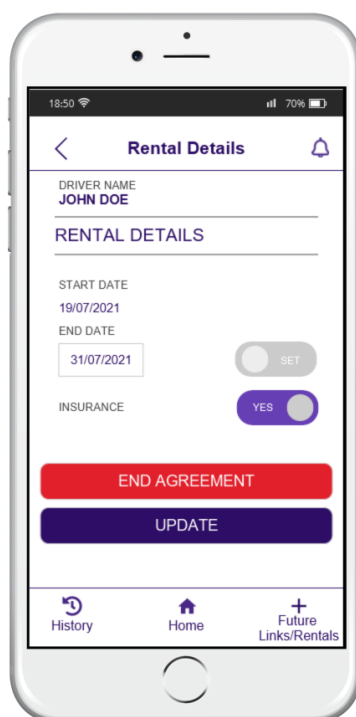 18:50 70%
Rental Details
DRIVER NAME
JOHN DOE
RENTAL DETAILS
START DATE
19/07/2021
END DATE
31/07/2021 SET
INSURANCE YES
END AGREEMENT
UPDATE
History Home Future
Links/Rentals